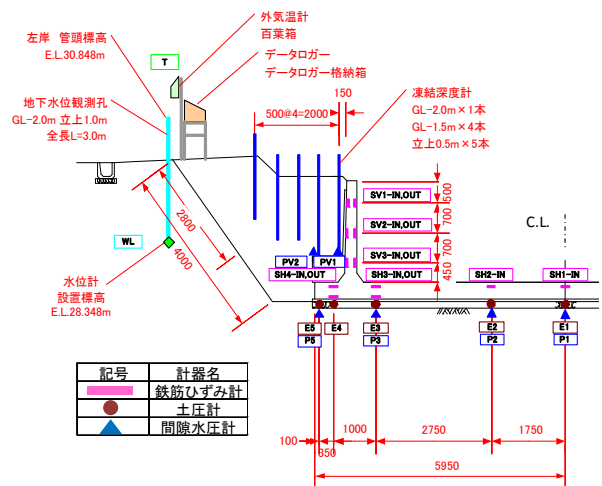 外気温計
百葉箱
左岸 管頭標高
E.L.30.848m
T
データロガー
データロガー格納箱
地下水位観測孔
GL-2.0m 立上1.0m
全長L=3.0m
150
500@4=2000
凍結深度計
GL-2.0m×1本
GL-1.5m×4本
立上0.5m×5本
SV1-IN,OUT
500
700
SV2-IN,OUT
C.L.
2800
4000
WL
SV3-IN,OUT
700
450
PV2
PV1
SH4-IN,OUT
SH3-IN,OUT
SH2-IN
SH1-IN
水位計
設置標高
E.L.28.348m
E5
E4
E3
E2
E1
P5
P3
P2
P1
記号
計器名
鉄筋ひずみ計
土圧計
間隙水圧計
100
350
1000
2750
1750
5950